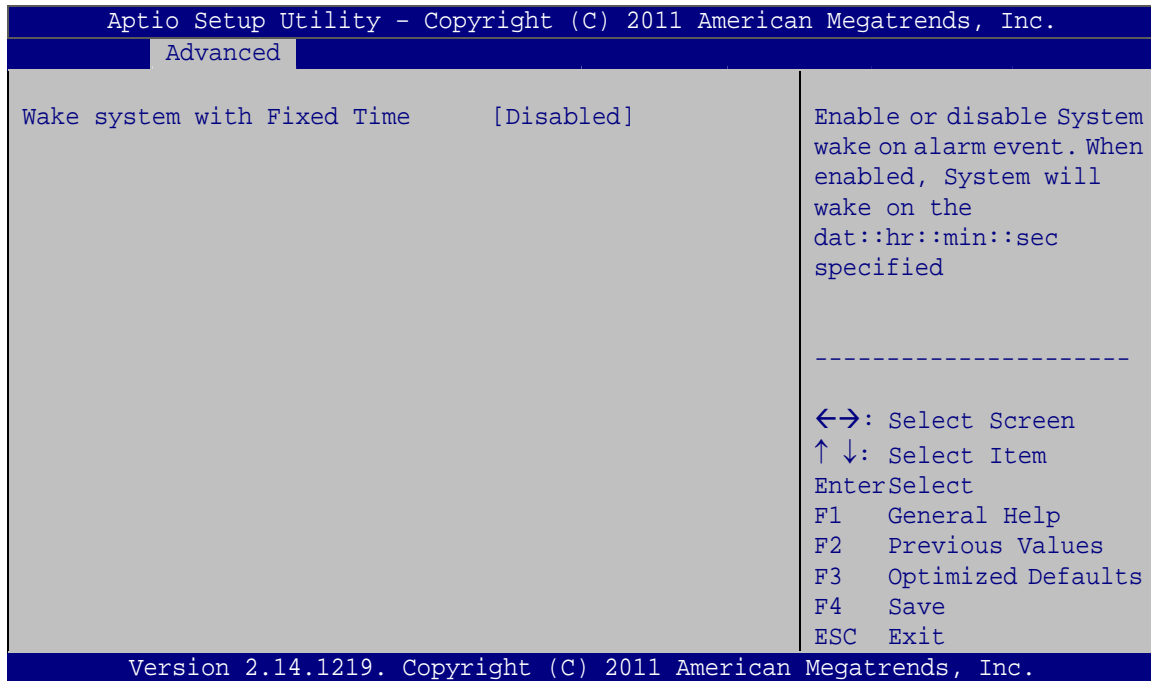 Aptio Setup Utility – Copyright (C) 2011 American Megatrends, Inc.
Advanced
Wake system with Fixed Time [Disabled]
Enable or disable System
wake on alarm event. When
enabled, System will
wake on the
dat::hr::min::sec
specified
----------------------
←→: Select Screen
↑ ↓: Select Item
EnterSelect
F1 General Help
F2 Previous Values
F3 Optimized Defaults
F4 Save
ESC Exit
Version 2.14.1219. Copyright (C) 2011 American Megatrends, Inc.